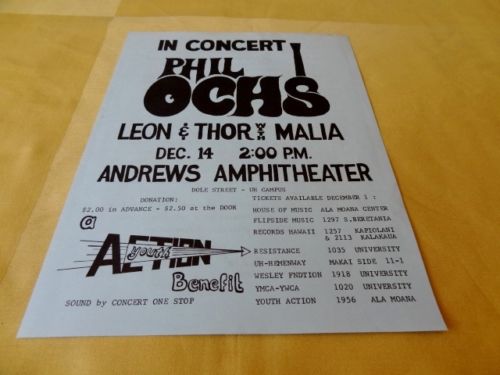 IN CONCERT!
PHIL
OCHS
LEON & THOR WITH MALIA
DEC. 14 2:00 P.M.
ANDREWS AMPHITHEATER
DOLE STREET - UH CAMPUS
DONATION:
$2.00 in ADVANCE - $2.50 at the DOOR
TICKETS AVAILABLE DECEMBER 1 :
HOUSE OF MUSIC ALA MOANA CENTER
FLIPSIDE MUSIC 1297 S.BERETANIA
RECORDS HAWAII 1257 KAPIOLANI
& 2113 KALAKAUA
RESISTANCE 1035 UNIVERSITY
UH-HEMENWAY MAKAI SIDE 11-1
WESLEY FNDTION 1918 UNIVERSITY
YMCA-YWCA 1020 UNIVERSITY
YOUTH ACTION 1956 ALA MOANA
a
youth
ACTION
Benefit
SOUND by CONCERT ONE STOP